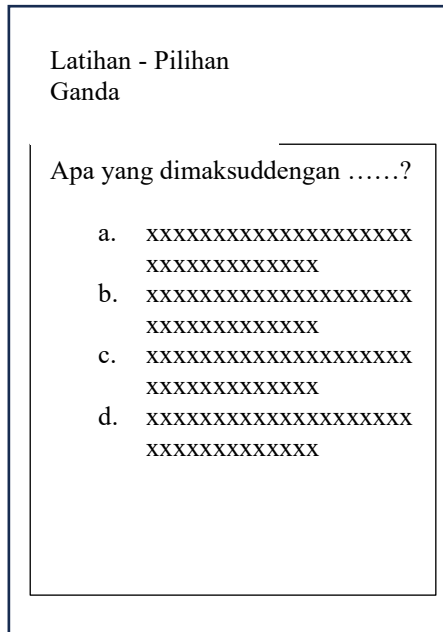 Latihan - Pilihan
Ganda
Apa yang dimaksuddengan ……?
a. xxxxxxxxxxxxxxxxxxxx
xxxxxxxxxxxxx
b. xxxxxxxxxxxxxxxxxxxx
xxxxxxxxxxxxx
c. xxxxxxxxxxxxxxxxxxxx
xxxxxxxxxxxxx
d. xxxxxxxxxxxxxxxxxxxx
xxxxxxxxxxxxx